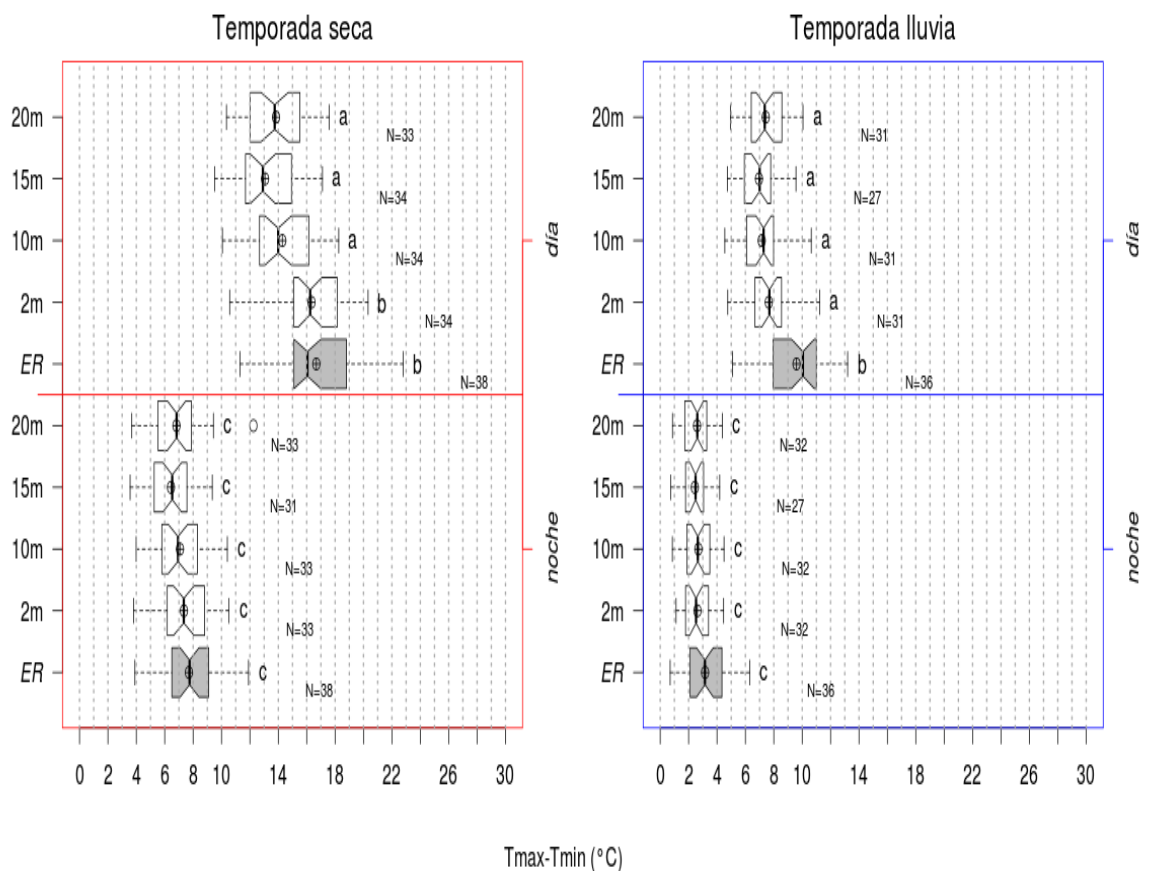 Temporada seca
20m a N=33
15m a N=34
10m a N=34
2m b N=34
ER b N=38
día
20m c N=33
15m c N=31
10m c N=33
2m c N=33
ER c N=38
noche
0 2 4 6 8 10 14 18 22 26 30
Temporada lluvia
20m a N=31
15m a N=27
10m a N=31
2m a N=31
ER b N=36
día
20m c N=32
15m c N=27
10m c N=32
2m c N=32
ER c N=36
noche
0 2 4 6 8 10 14 18 22 26 30
Tmax-Tmin (°C)